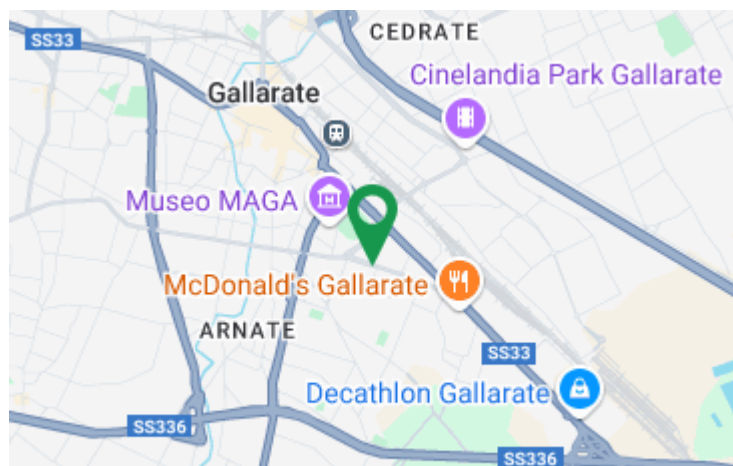 CEDRATE
SS33
Cinelandia Park Gallarate
Gallarate
Museo MAGA
McDonald's Gallarate
ARNATE
SS33
Decathlon Gallarate
SS336
SS336